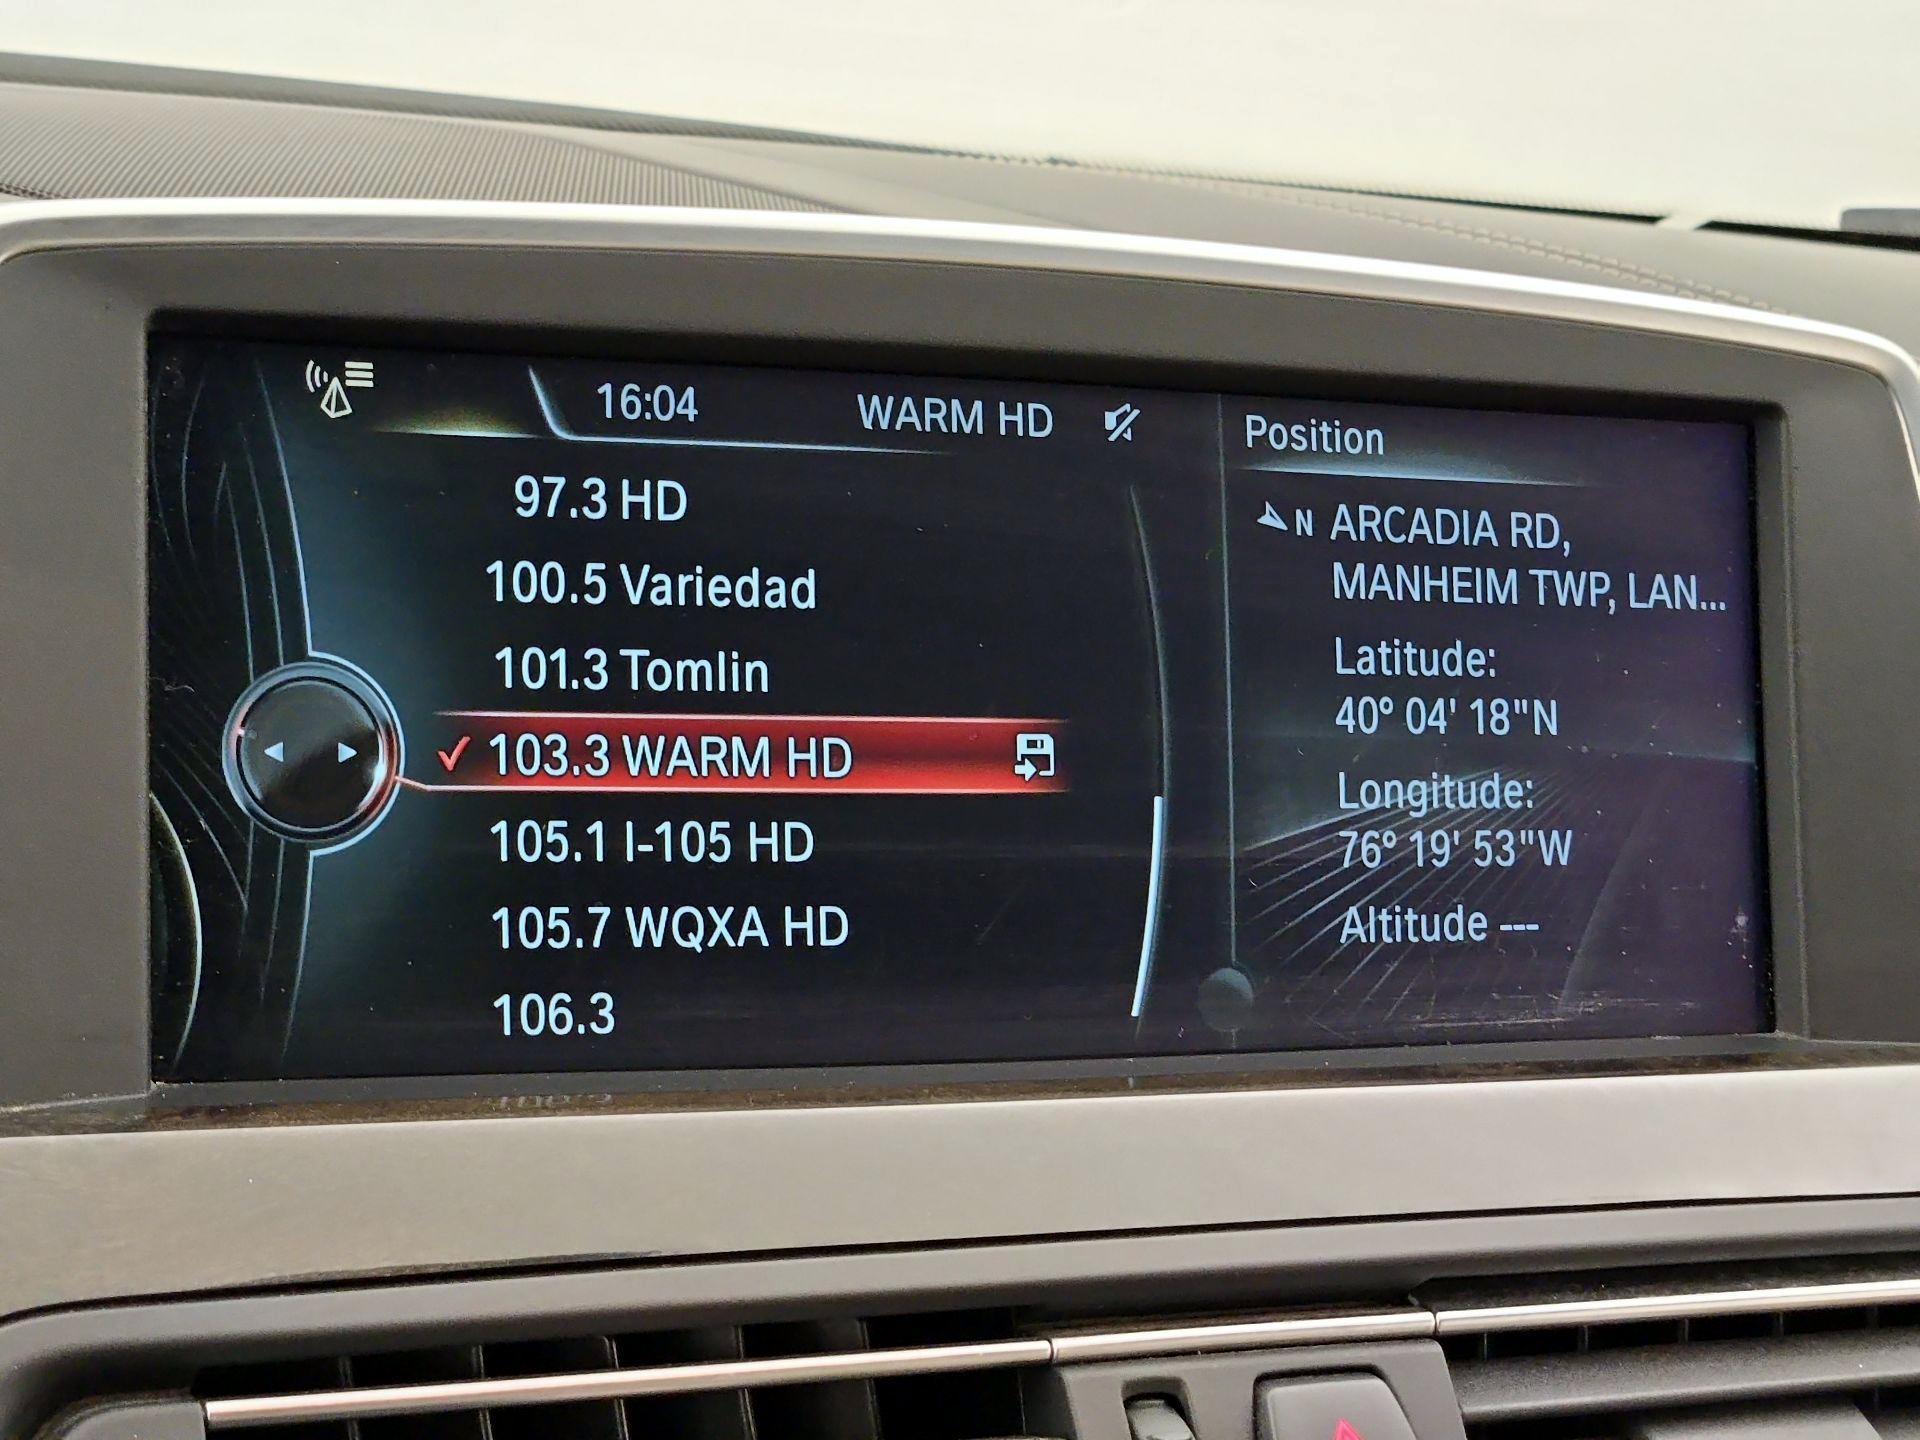 16:04
WARM HD
97.3 HD
100.5 Variedad
101.3 Tomlin
103.3 WARM HD
105.1 I-105 HD
105.7 WQXA HD
106.3
Position
N ARCADIA RD,
MANHEIM TWP, LAN...
Latitude:
40° 04' 18"N
Longitude:
76° 19' 53"W
Altitude ---